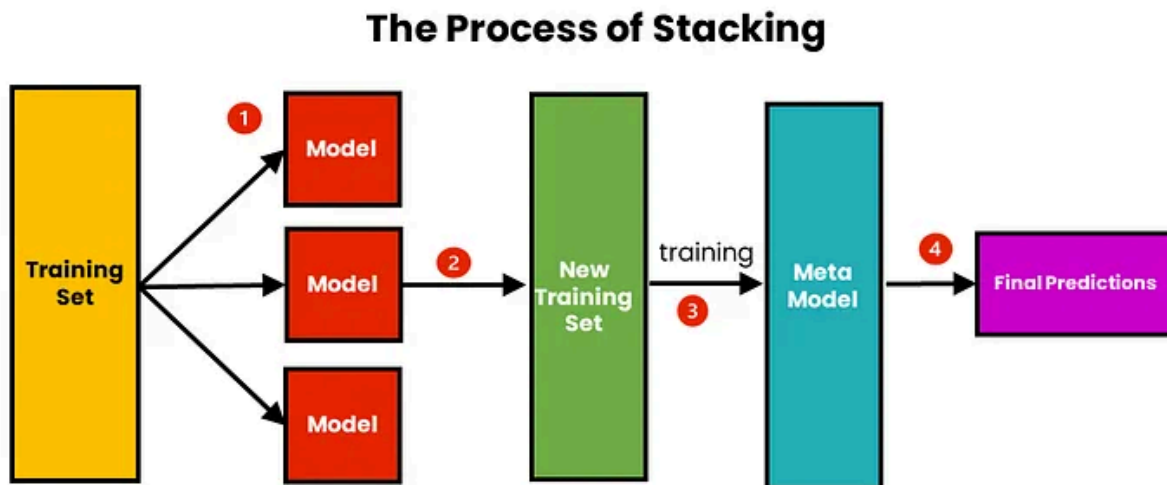 The Process of Stacking
Training
Set
1
Model
Model
Model
2
New
Training
Set
training
3
Meta
Model
4
Final Predictions